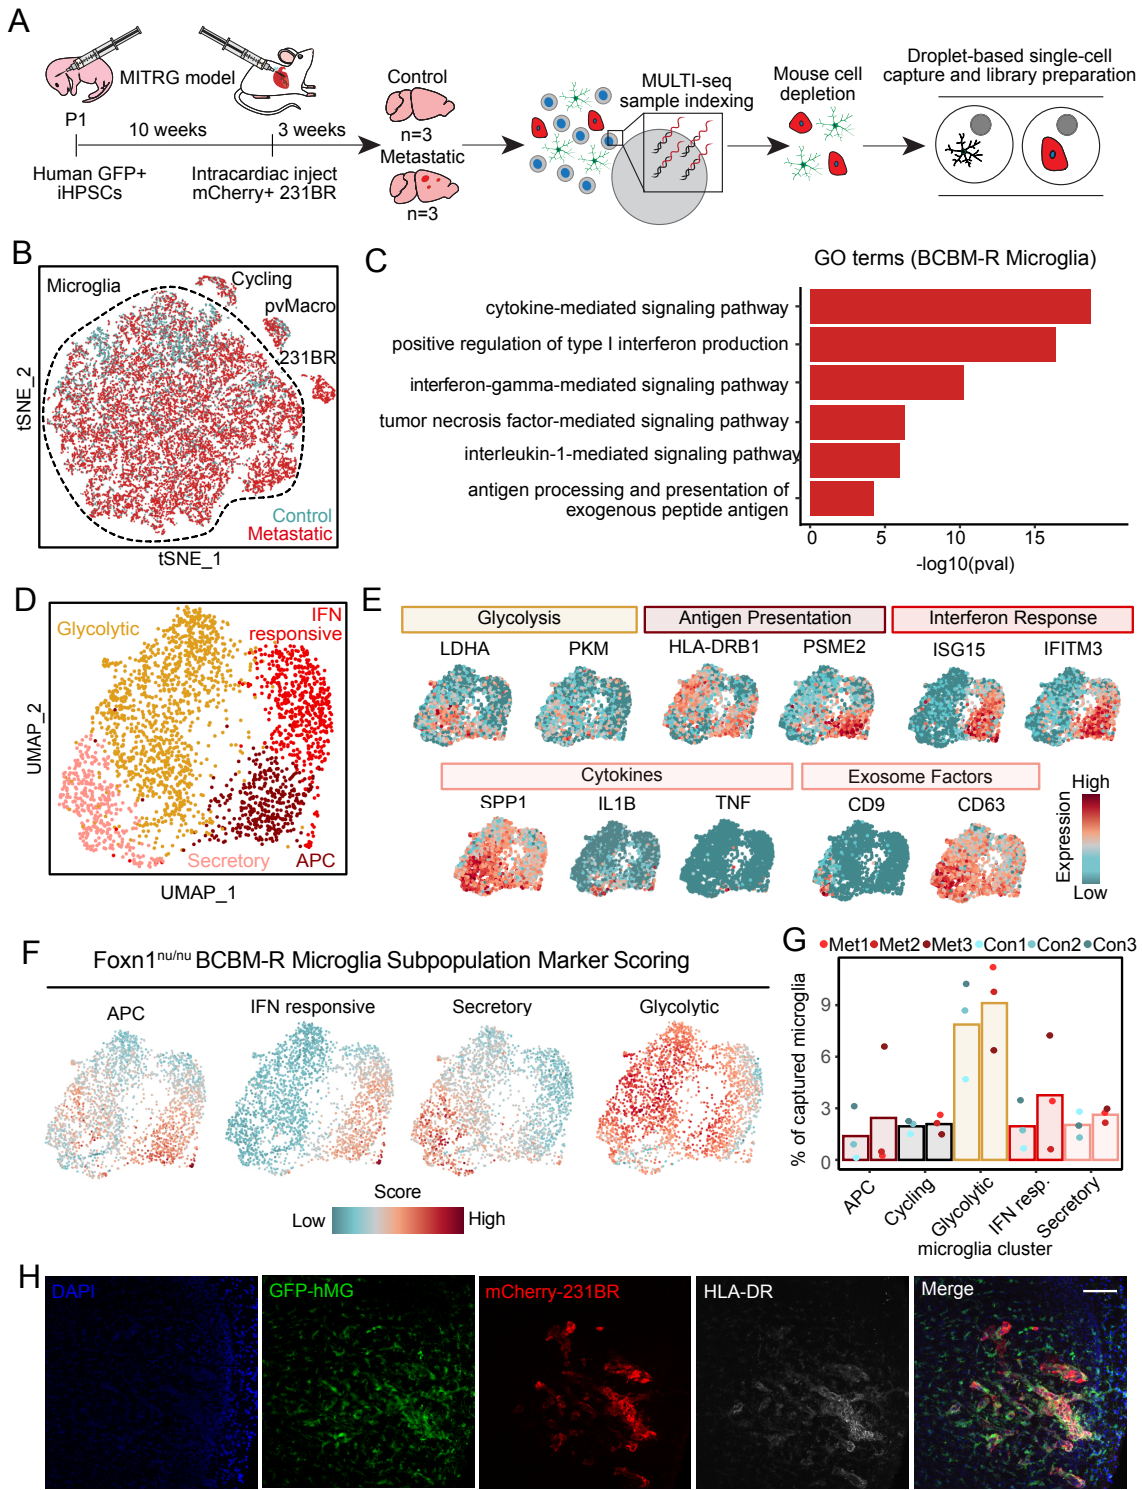 A
MITRG model
P1
10 weeks
3 weeks
Human GFP+
iHPSCs
Intracardiac inject
mCherry+ 231BR
Control
n=3
Metastatic
n=3
MULTI-seq
sample indexing
Mouse cell
depletion
Droplet-based single-cell
capture and library preparation
B
Microglia
Cycling
pvMacro
231BR
Control
Metastatic
tSNE_2
tSNE_1
C
GO terms (BCBM-R Microglia)
cytokine-mediated signaling pathway
positive regulation of type I interferon production
interferon-gamma-mediated signaling pathway
tumor necrosis factor-mediated signaling pathway
interleukin-1-mediated signaling pathway
antigen processing and presentation of
exogenous peptide antigen
0 5 10 15
-log10(pval)
D
Glycolytic
IFN
responsive
Secretory
APC
UMAP_2
UMAP_1
E
Glycolysis
Antigen Presentation
Interferon Response
LDHA PKM HLA-DRB1 PSME2 ISG15 IFITM3
Cytokines
Exosome Factors
SPP1 IL1B TNF CD9 CD63
High
Expression
Low
F
Foxn1nu/nu BCBM-R Microglia Subpopulation Marker Scoring
APC IFN responsive Secretory Glycolytic
Score
Low High
G
Met1 Met2 Met3 Con1 Con2 Con3
% of captured microglia
9
6
3
0
APC Cycling Glycolytic IFN resp. Secretory
microglia cluster
H
DAPI GFP-hMG mCherry-231BR HLA-DR Merge